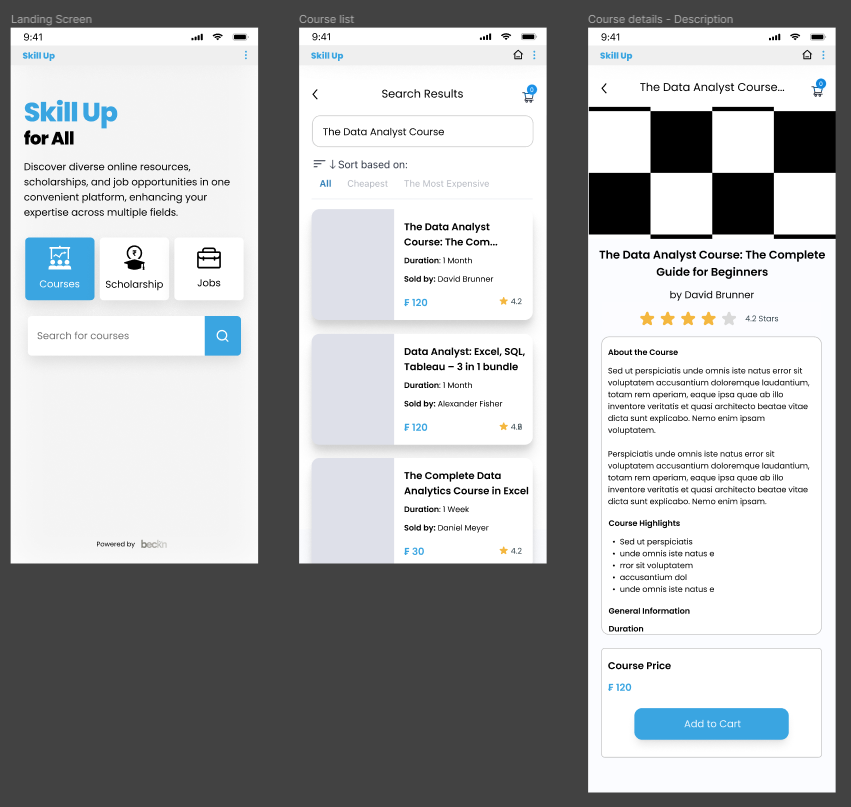 Landing Screen
9:41
Skill Up
Skill Up
for All
Discover diverse online resources,
scholarships, and job opportunities in one
convenient platform, enhancing your
expertise across multiple fields.
Courses
Scholarship
Jobs
Search for courses
Powered by beckn
Course list
9:41
Skill Up
Search Results
0
The Data Analyst Course
Sort based on:
All
Cheapest
The Most Expensive
The Data Analyst
Course: The Com...
Duration: 1 Month
Sold by: David Brunner
₣ 120
4.2
Data Analyst: Excel, SQL,
Tableau – 3 in 1 bundle
Duration: 1 Month
Sold by: Alexander Fisher
₣ 120
The Complete Data
Analytics Course in Excel
Duration: 1 Week
Sold by: Daniel Meyer
₣ 30
4.2
Course details - Description
9:41
Skill Up
The Data Analyst Course...
0
The Data Analyst Course: The Complete
Guide for Beginners
by David Brunner
4.2 Stars
About the Course
Sed ut perspiciatis unde omnis iste natus error sit
voluptatem accusantium doloremque laudantium,
totam rem aperiam, eaque ipsa quae ab illo
inventore veritatis et quasi architecto beatae vitae
dicta sunt explicabo. Nemo enim ipsam
voluptatem.
Perspiciatis unde omnis iste natus error sit
voluptatem accusantium doloremque laudantium,
totam rem aperiam, eaque ipsa quae ab illo
inventore veritatis et quasi architecto beatae vitae
dicta sunt explicabo. Nemo enim ipsam.
Course Highlights
• Sed ut perspiciatis
• unde omnis iste natus e
• rror sit voluptatem
• accusantium dol
• unde omnis iste natus e
General Information
Duration
Course Price
₣ 120
Add to Cart